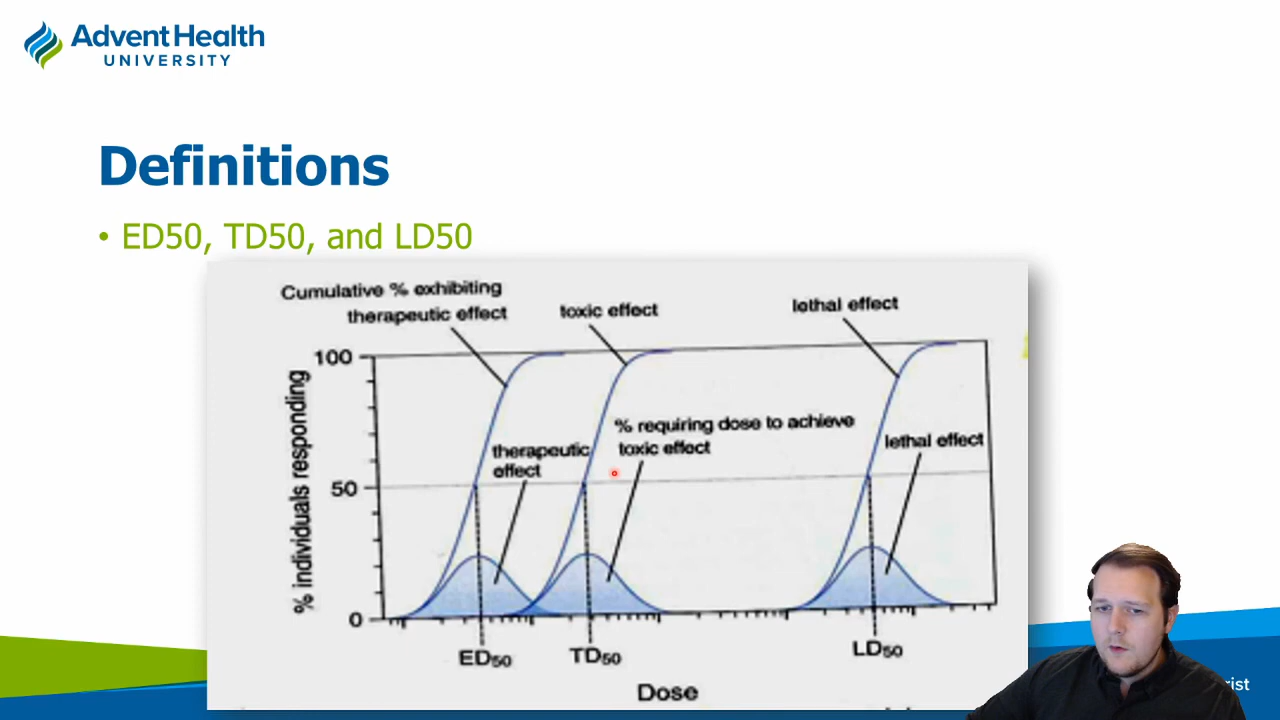 AdventHealth
UNIVERSITY
Definitions
• ED50, TD50, and LD50
Cumulative % exhibiting
therapeutic effect
toxic effect
lethal effect
100
50
0
% individuals responding
% requiring dose to achieve
therapeutic
effect
toxic effect
lethal effect
ED50
TD50
LD50
Dose